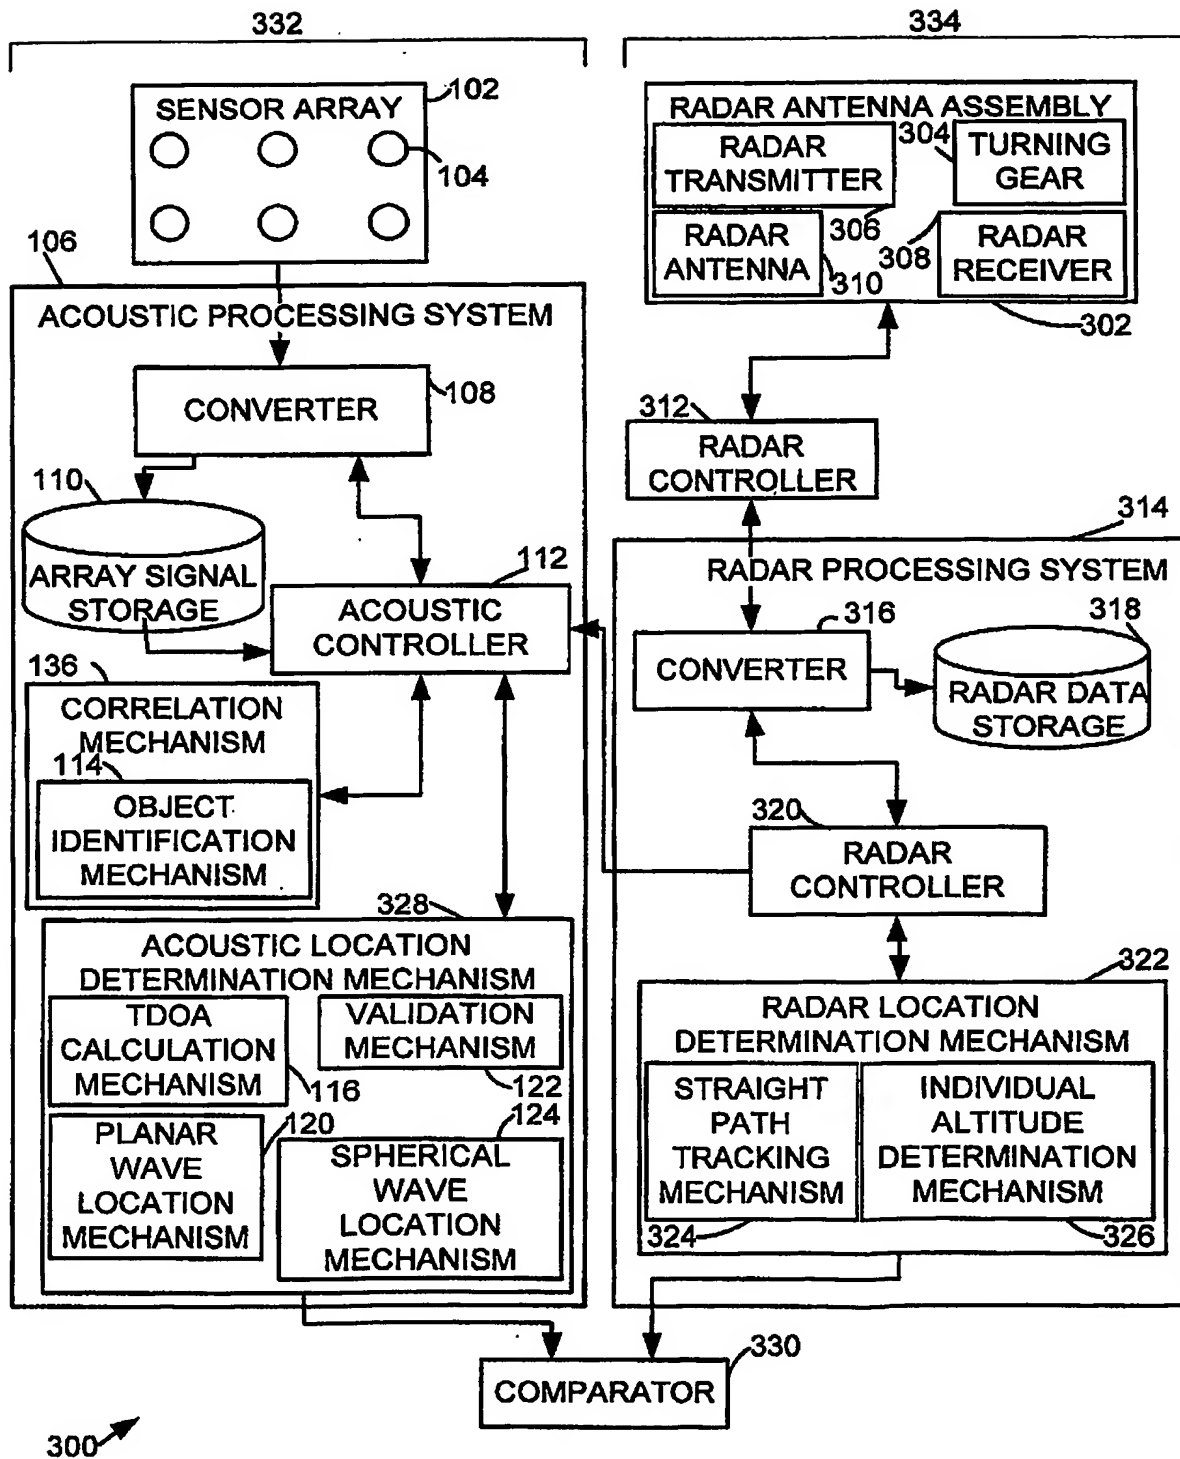 332
334
SENSOR ARRAY
102
104
RADAR ANTENNA ASSEMBLY
RADAR
TRANSMITTER
306
304
TURNING
GEAR
RADAR
ANTENNA
310
308
RADAR
RECEIVER
302
106
ACOUSTIC PROCESSING SYSTEM
CONVERTER
108
110
ARRAY SIGNAL
STORAGE
112
ACOUSTIC
CONTROLLER
312
RADAR
CONTROLLER
314
RADAR PROCESSING SYSTEM
316
CONVERTER
318
RADAR DATA
STORAGE
136
CORRELATION
MECHANISM
114
OBJECT
IDENTIFICATION
MECHANISM
320
RADAR
CONTROLLER
328
ACOUSTIC LOCATION
DETERMINATION MECHANISM
TDOA
CALCULATION
MECHANISM
116
VALIDATION
MECHANISM
122
PLANAR
WAVE
LOCATION
MECHANISM
120
124
SPHERICAL
WAVE
LOCATION
MECHANISM
322
RADAR LOCATION
DETERMINATION MECHANISM
STRAIGHT
PATH
TRACKING
MECHANISM
324
INDIVIDUAL
ALTITUDE
DETERMINATION
MECHANISM
326
COMPARATOR
330
300